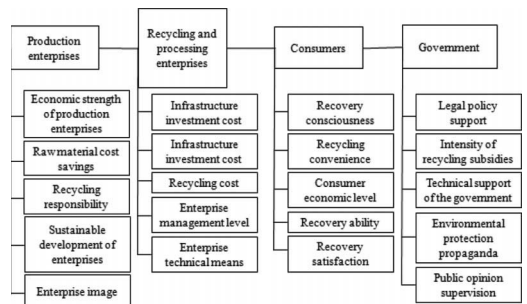 Production
enterprises
Recycling and
processing
enterprises
Consumers
Government
Economic strength
of production
enterprises
Raw material cost
savings
Recycling
responsibility
Sustainable
development of
enterprises
Enterprise image
Infrastructure
investment cost
Infrastructure
investment cost
Recycling cost
Enterprise
management level
Enterprise
technical means
Recovery
consciousness
Recycling
convenience
Consumer
economic level
Recovery ability
Recovery
satisfaction
Legal policy
support
Intensity of
recycling subsidies
Technical support
of the government
Environmental
protection
propaganda
Public opinion
supervision